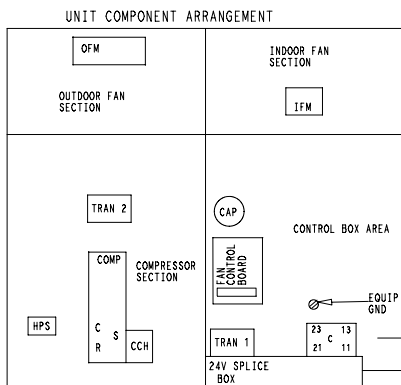 UNIT COMPONENT ARRANGEMENT
OFM
OUTDOOR FAN
SECTION
INDOOR FAN
SECTION
IFM
TRAN 2
COMP
COMPRESSOR
SECTION
C
S
R
CCH
HPS
CAP
CONTROL BOX AREA
FAN
CONTROL
BOARD
EQUIP
GND
TRAN 1
23 13
C
21 11
24V SPLICE
BOX